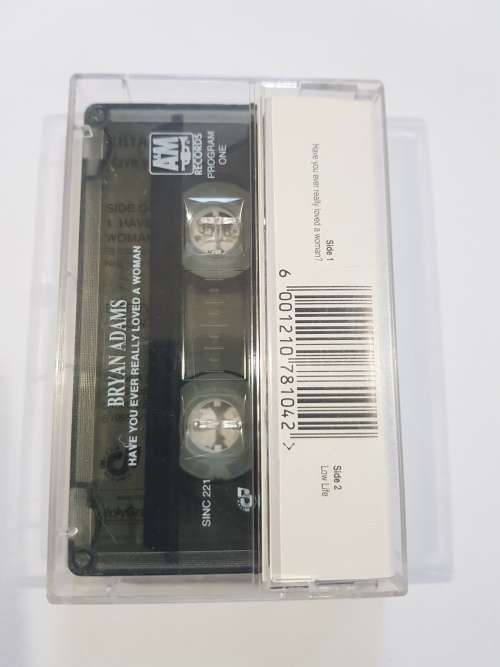 A&M
RECORDS
PROGRAM
ONE
BRYAN ADAMS
HAVE YOU EVER REALLY LOVED A WOMAN
SINC 221
Side 1
Have you ever really loved a woman?
6 001210 781042 >
Side 2
Low Life